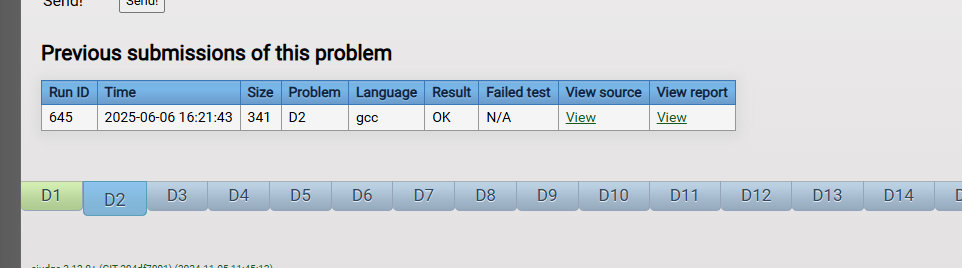 Send!
Send!
Previous submissions of this problem
Run ID Time Size Problem Language Result Failed test View source View report
645 2025-06-06 16:21:43 341 D2 gcc OK N/A View View
D1 D2 D3 D4 D5 D6 D7 D8 D9 D10 D11 D12 D13 D14